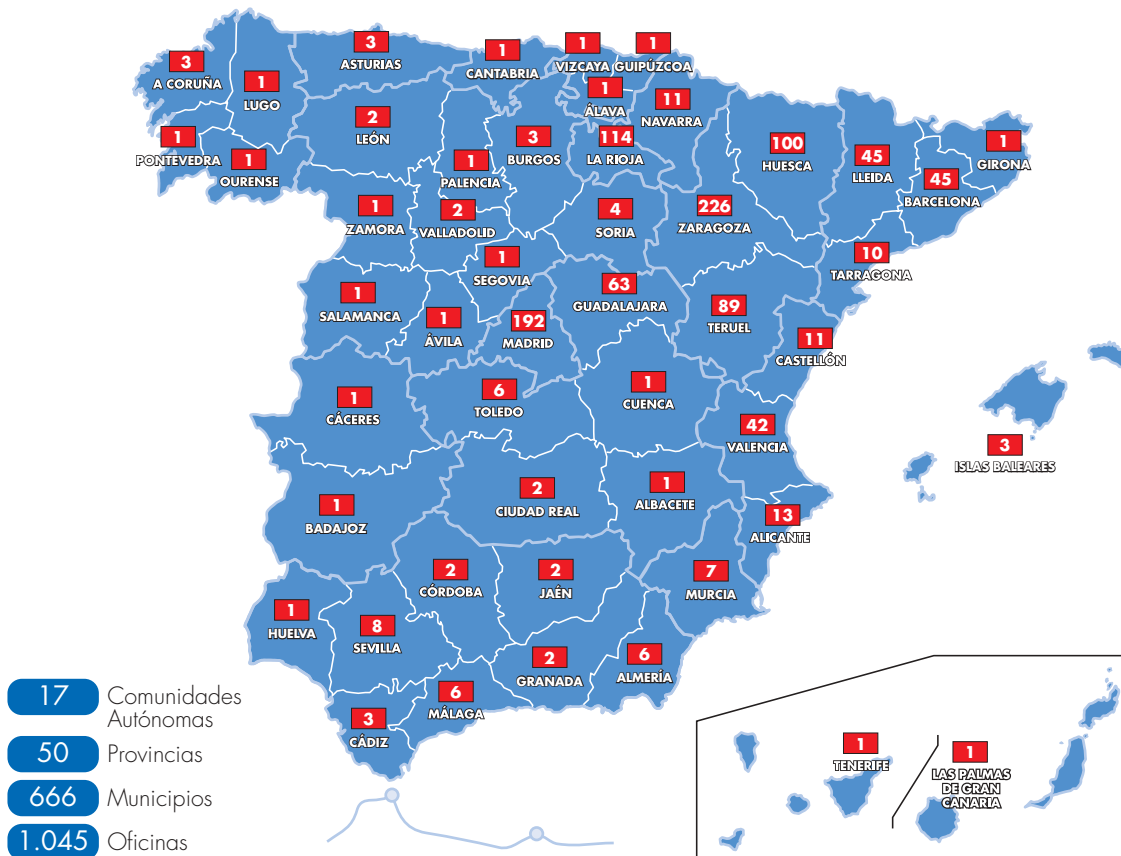 3
A CORUÑA
1
LUGO
3
ASTURIAS
1
CANTABRIA
1
VIZCAYA
1
GUIPÚZCOA
1
ÁLAVA
11
NAVARRA
1
PONTEVEDRA
1
OURENSE
2
LEÓN
1
PALENCIA
3
BURGOS
114
LA RIOJA
100
HUESCA
45
LLEIDA
1
GIRONA
45
BARCELONA
1
ZAMORA
2
VALLADOLID
4
SORIA
226
ZARAGOZA
10
TARRAGONA
1
SEGOVIA
1
SALAMANCA
1
ÁVILA
192
MADRID
63
GUADALAJARA
89
TERUEL
11
CASTELLÓN
1
CÁCERES
6
TOLEDO
1
CUENCA
42
VALENCIA
3
ISLAS BALEARES
1
BADAJOZ
2
CIUDAD REAL
1
ALBACETE
13
ALICANTE
2
CÓRDOBA
2
JAÉN
7
MURCIA
1
HUELVA
8
SEVILLA
2
GRANADA
6
ALMERÍA
6
MÁLAGA
3
CÁDIZ
1
TENERIFE
1
LAS PALMAS
DE GRAN
CANARIA
17 Comunidades
Autónomas
50 Provincias
666 Municipios
1.045 Oficinas